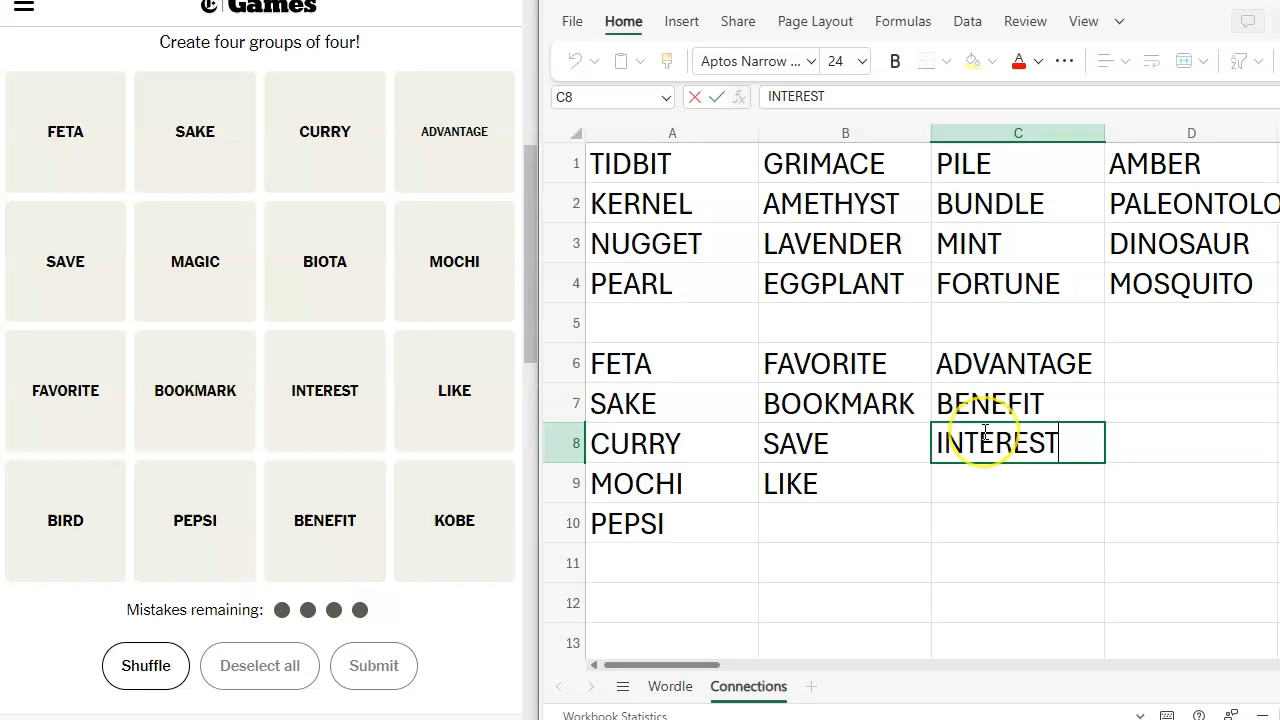 Games
Create four groups of four!
FETA SAKE CURRY ADVANTAGE
SAVE MAGIC BIOTA MOCHI
FAVORITE BOOKMARK INTEREST LIKE
BIRD PEPSI BENEFIT KOBE
Mistakes remaining:
Shuffle Deselect all Submit
File Home Insert Share Page Layout Formulas Data Review View
Aptos Narrow ... 24 B A
C8 fx INTEREST
A B C D
1 TIDBIT GRIMACE PILE AMBER
2 KERNEL AMETHYST BUNDLE PALEONTOLO
3 NUGGET LAVENDER MINT DINOSAUR
4 PEARL EGGPLANT FORTUNE MOSQUITO
5
6 FETA FAVORITE ADVANTAGE
7 SAKE BOOKMARK BENEFIT
8 CURRY SAVE INTEREST
9 MOCHI LIKE
10 PEPSI
11
12
13
Wordle Connections
Workbook Statistics